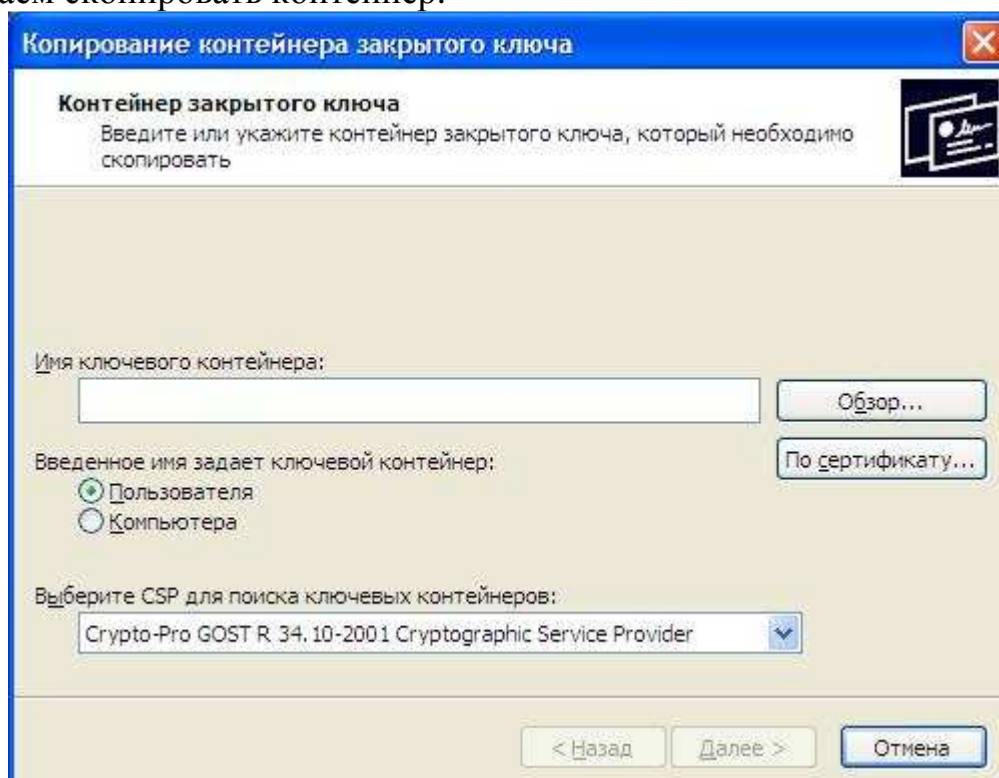 скопировать контейнер.
Копирование контейнера закрытого ключа
Контейнер закрытого ключа
Введите или укажите контейнер закрытого ключа, который необходимо
скопировать
Имя ключевого контейнера:
Обзор...
Введенное имя задает ключевой контейнер:
По сертификату...
Пользователя
Компьютера
Выберите CSP для поиска ключевых контейнеров:
Crypto-Pro GOST R 34.10-2001 Cryptographic Service Provider
< Назад
Далее >
Отмена